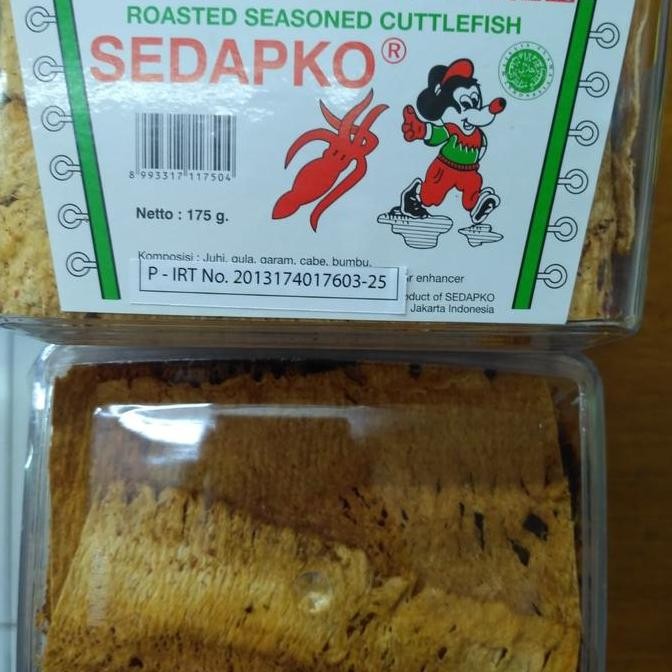 ROASTED SEASONED CUTTLEFISH
SEDAPKO®
8 993317 117504
Netto : 175 g.
Komposisi : Juhi, gula, garam, cabe, bumbu,
enhancer
P - IRT No. 2013174017603-25
of SEDAPKO
Jakarta Indonesia